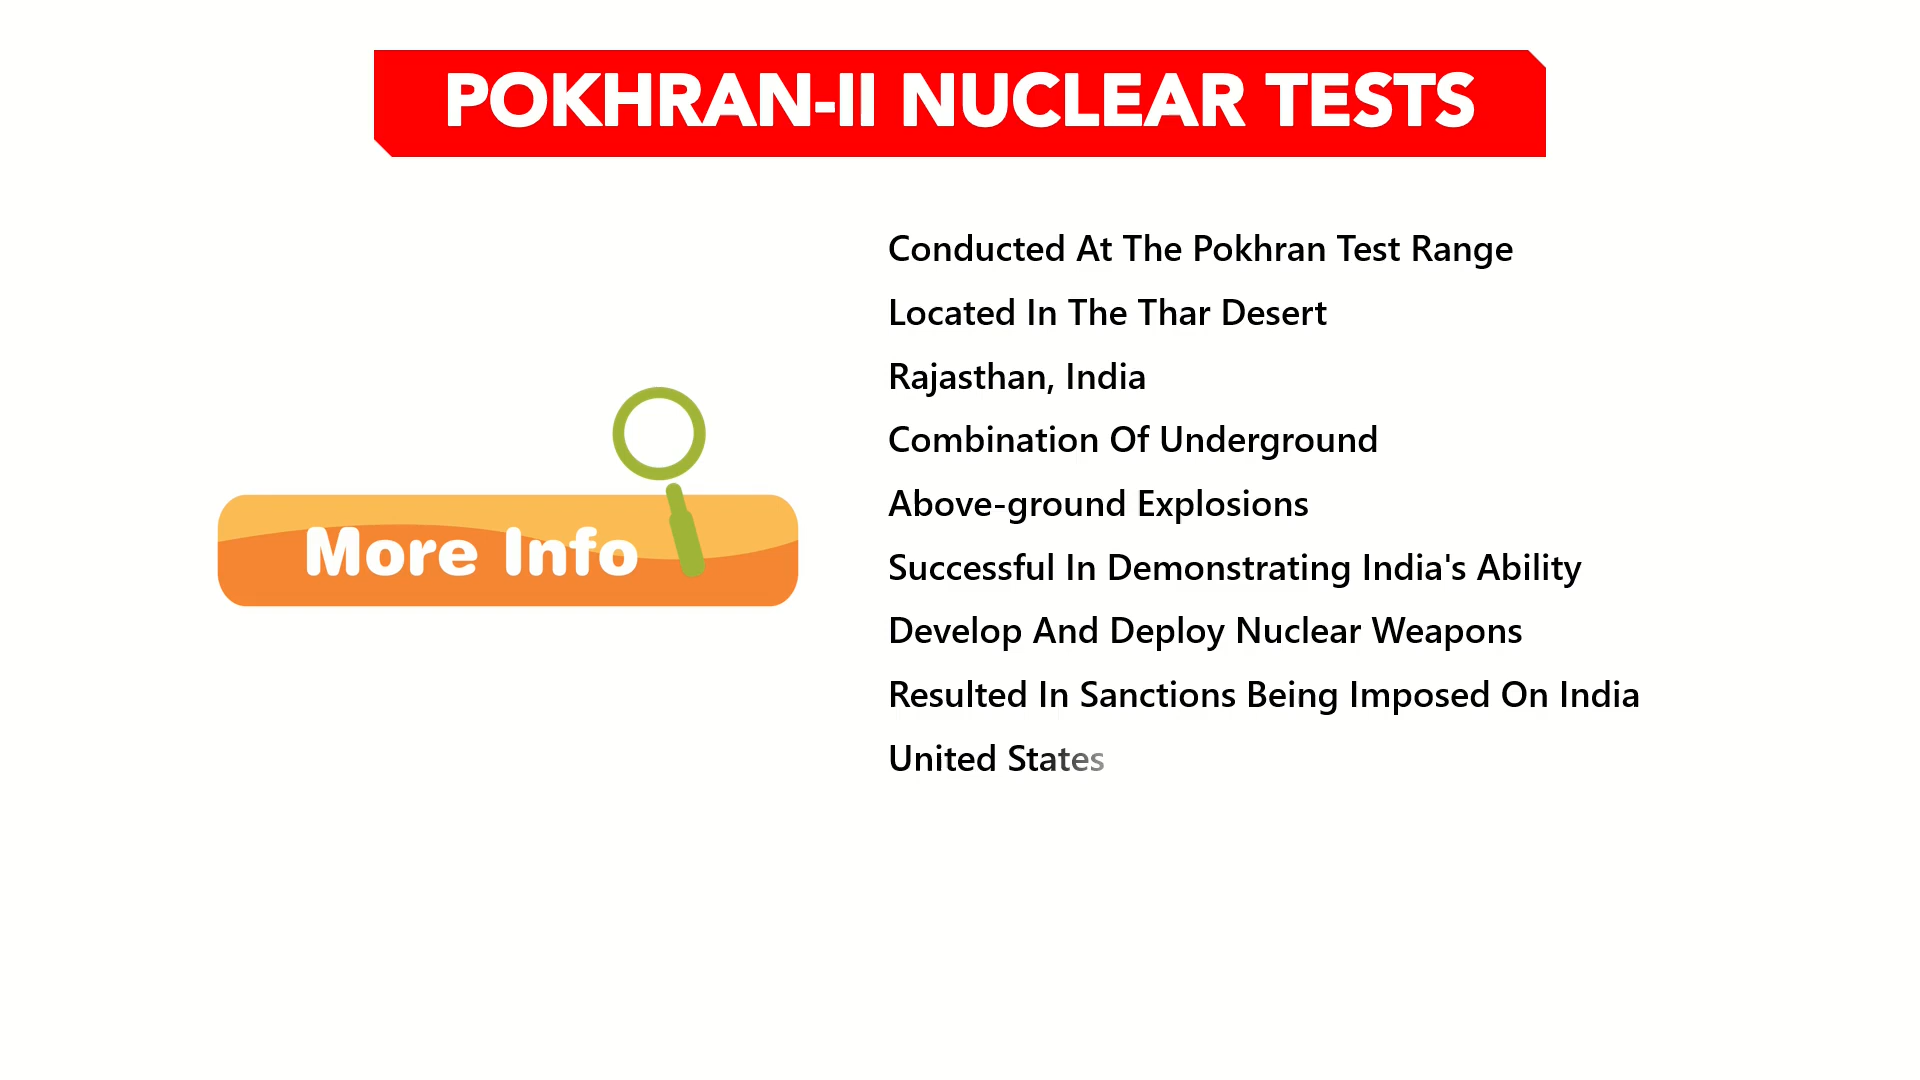 POKHRAN-II NUCLEAR TESTS
More Info
Conducted At The Pokhran Test Range
Located In The Thar Desert
Rajasthan, India
Combination Of Underground
Above-ground Explosions
Successful In Demonstrating India's Ability
Develop And Deploy Nuclear Weapons
Resulted In Sanctions Being Imposed On India
United States